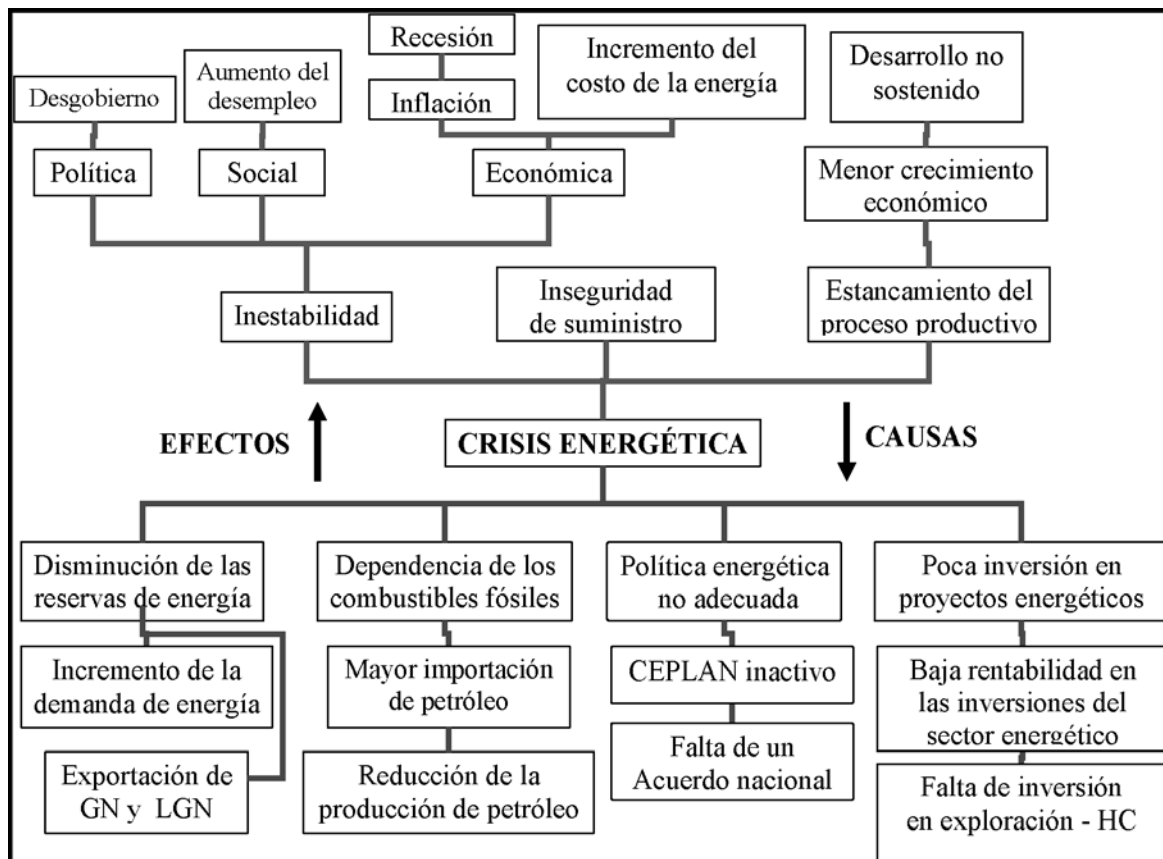 Recesión
Incremento del
costo de la energía
Desarrollo no
sostenido
Aumento del
desempleo
Desgobierno
Inflación
Política
Social
Económica
Menor crecimiento
económico
Inestabilidad
Inseguridad
de suministro
Estancamiento del
proceso productivo
EFECTOS
CRISIS ENERGÉTICA
CAUSAS
Disminución de las
reservas de energía
Dependencia de los
combustibles fósiles
Política energética
no adecuada
Poca inversión en
proyectos energéticos
Incremento de la
demanda de energía
Mayor importación
de petróleo
CEPLAN inactivo
Baja rentabilidad en
las inversiones del
sector energético
Exportación de
GN y LGN
Reducción de la
producción de petróleo
Falta de un
Acuerdo nacional
Falta de inversión
en exploración - HC